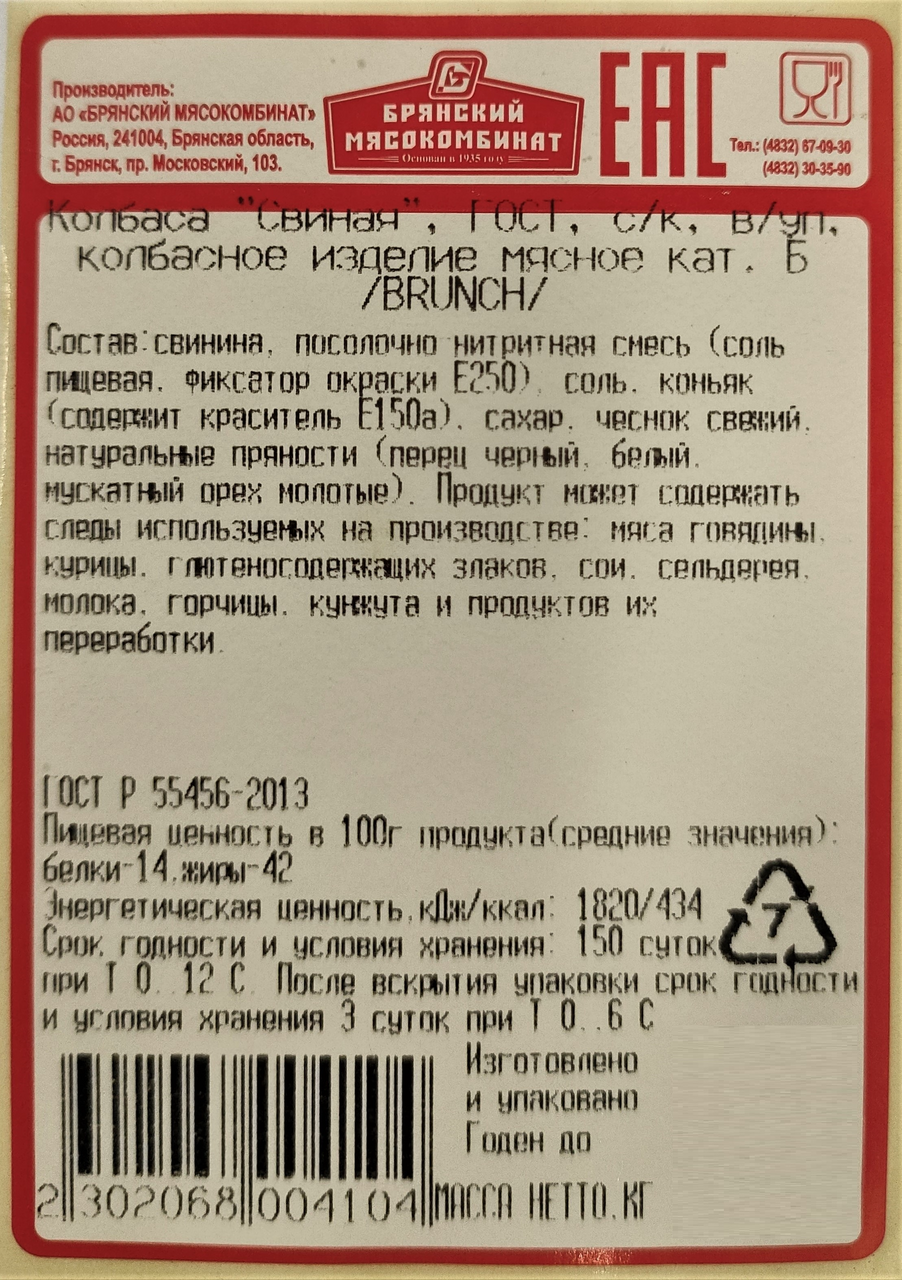 Производитель:
АО «БРЯНСКИЙ МЯСОКОМБИНАТ»
Россия, 241004, Брянская область,
г. Брянск, пр. Московский, 103.
БРЯНСКИЙ
МЯСОКОМБИНАТ
Основан в 1935 году
EAC
Тел.: (4832) 67-09-30
(4832) 30-35-90
Колбаса "Свиная", ГОСТ, с/к, в/уп,
колбасное изделие мясное кат. Б
/BRUNCH/
Состав:свинина, посолочно нитритная смесь (соль
пищевая, фиксатор окраски Е250), соль, коньяк
(содержит краситель Е150а), сахар, чеснок свежий,
натуральные пряности (перец черный, белый,
мускатный орех молотые). Продукт может содержать
следы используемых на производстве: мяса говядины,
курицы, глютеносодержащих злаков, сои, сельдерея,
молока, горчицы, кунжута и продуктов их
переработки.
ГОСТ Р 55456-2013
Пищевая ценность в 100г продукта(средние значения):
белки-14,жиры-42
Энергетическая ценность,кДж/ккал: 1820/434
Срок годности и условия хранения: 150 суток
7
при Т 0..12 С. После вскрытия упаковки срок годности
и условия хранения 3 суток при Т 0..6 С
Изготовлено
и упаковано
Годен до
2 302068 004104
МАССА НЕТТО,КГ